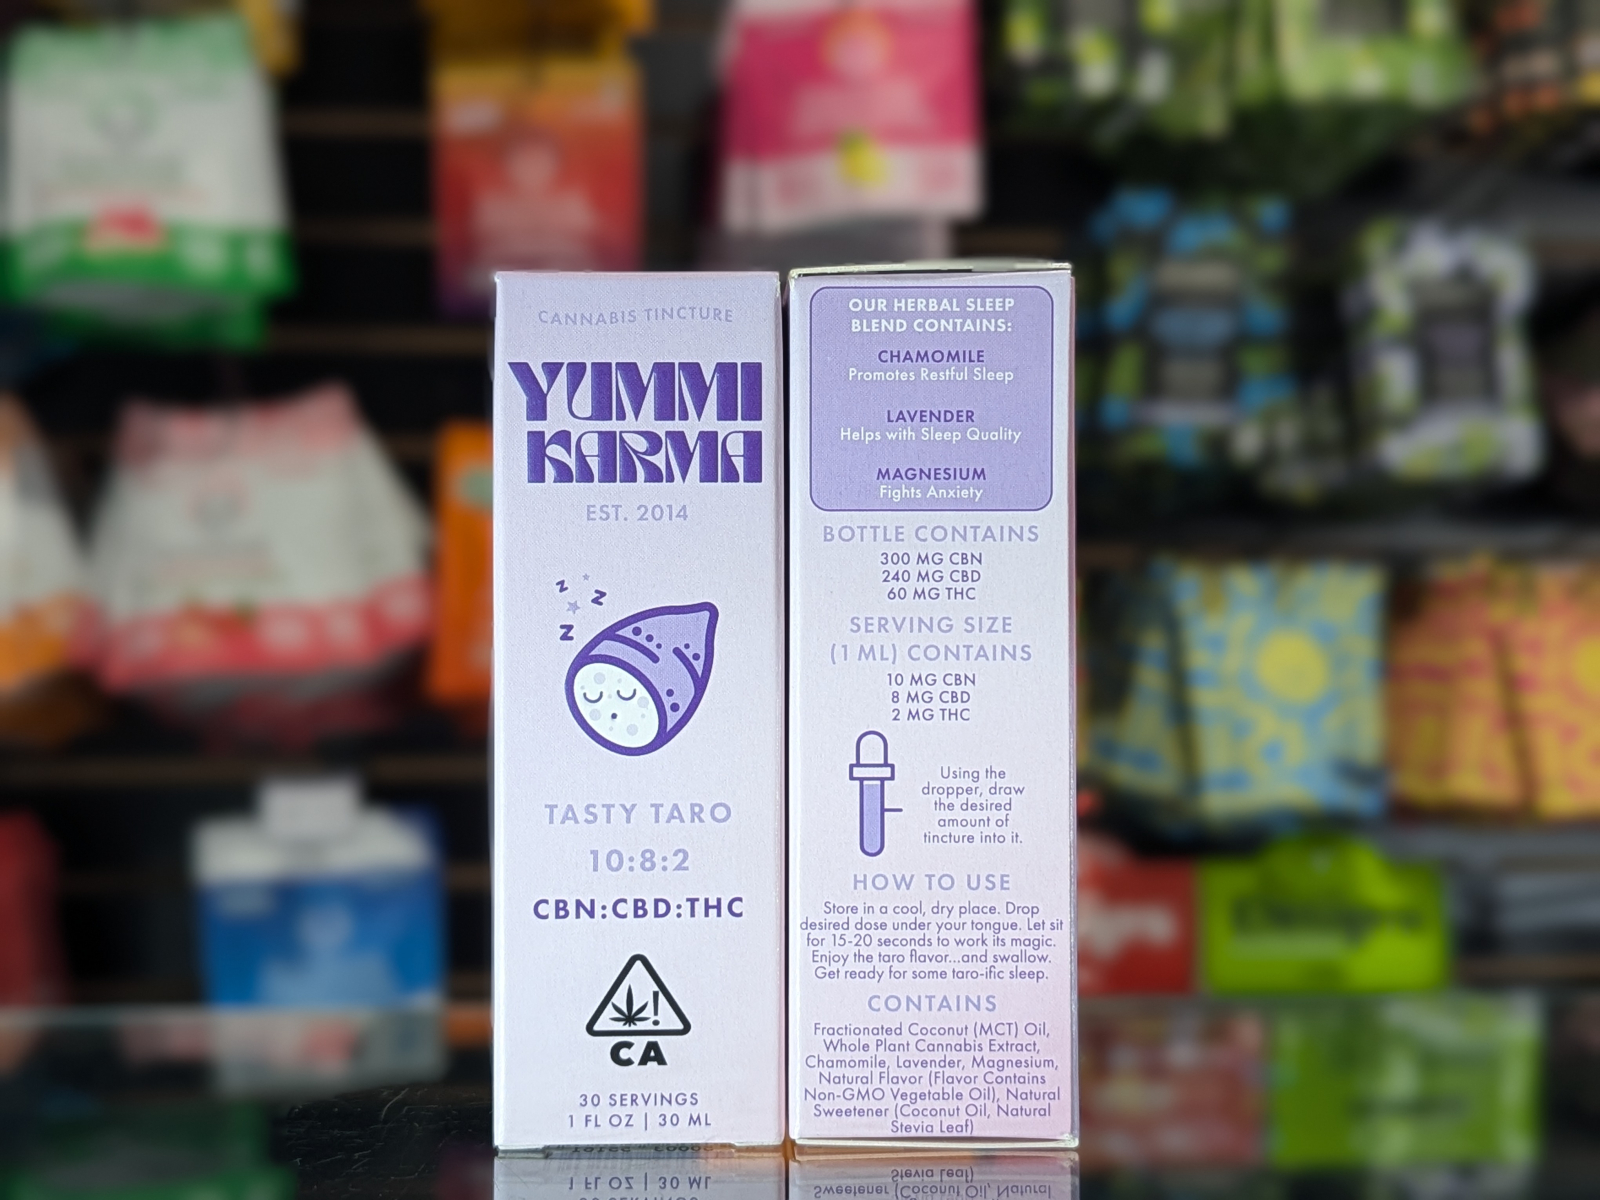 CANNABIS TINCTURE
YUMMI
KARMA
EST. 2014
z
z
z
TASTY TARO
10:8:2
CBN:CBD:THC
!
CA
30 SERVINGS
1 FL OZ | 30 ML
OUR HERBAL SLEEP
BLEND CONTAINS:
CHAMOMILE
Promotes Restful Sleep
LAVENDER
Helps with Sleep Quality
MAGNESIUM
Fights Anxiety
BOTTLE CONTAINS
300 MG CBN
240 MG CBD
60 MG THC
SERVING SIZE
(1 ML) CONTAINS
10 MG CBN
8 MG CBD
2 MG THC
Using the
dropper, draw
the desired
amount of
tincture into it.
HOW TO USE
Store in a cool, dry place. Drop
desired dose under your tongue. Let sit
for 15-20 seconds to work its magic.
Enjoy the taro flavor...and swallow.
Get ready for some taro-ific sleep.
CONTAINS
Fractionated Coconut (MCT) Oil,
Whole Plant Cannabis Extract,
Chamomile, Lavender, Magnesium,
Natural Flavor (Flavor Contains
Non-GMO Vegetable Oil), Natural
Sweetener (Coconut Oil, Natural
Stevia Leaf)